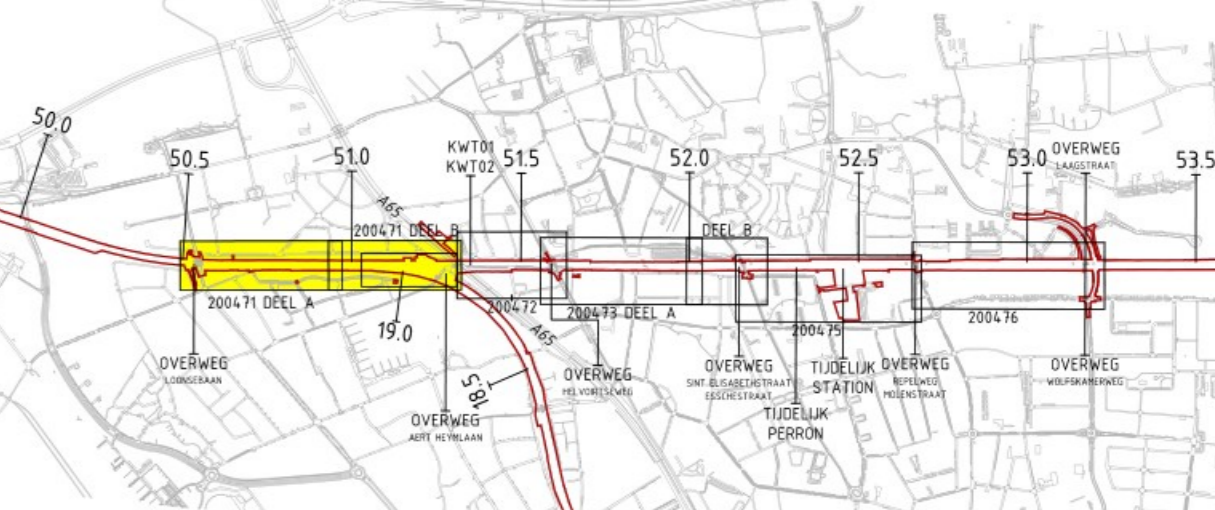 50.0
50.5
51.0
KWT01
KWT02
51.5
52.0
52.5
53.0
OVERWEG
LAAGSTRAAT
53.5
A65
200471 DEEL B
DEEL B
200471 DEEL A
200472
200473 DEEL A
200475
200476
19.0
A65
18.5
OVERWEG
LOONSEBAAN
OVERWEG
AERT HEYMLAAN
OVERWEG
HELVOIRTSEWEG
OVERWEG
SINT.ELISABETHSTRAAT
ESSCHESTRAAT
TIJDELIJK
PERRON
TIJDELIJK
STATION
OVERWEG
REPELWEG
MOLENSTRAAT
OVERWEG
WOLFSKAMERWEG